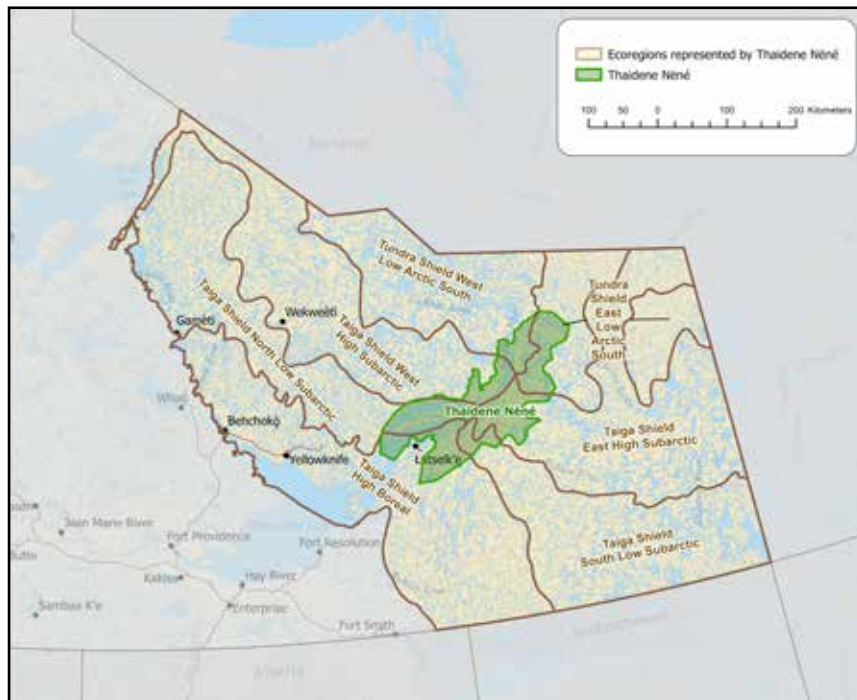 Ecoregions represented by Thaidene Nëné
Thaidene Nëné
100 50 0 100 200 Kilometers
Tundra Shield West
Low Arctic South
Tundra
Shield
East
Low
Arctic
South
Wekweètì
Gamètì
Taiga Shield North Low Subarctic
Taiga Shield West
High Subarctic
Whatì
Thaidene Nëné
Behchokǫ̀
Yellowknife
Łutselk'e
Taiga Shield
High Boreal
Taiga Shield
East High Subarctic
Jean Marie River
Fort Providence
Fort Resolution
Taiga Shield
South Low Subarctic
Kakisa
Hay River
Enterprise
Sambaa K'e
Fort Smith
Alberta